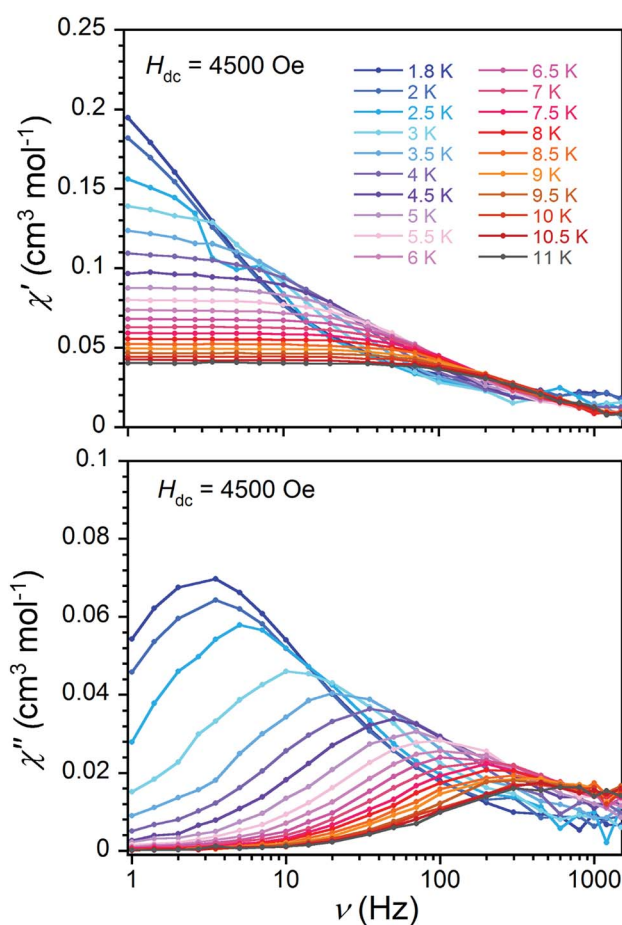 0.25
H_dc = 4500 Oe
1.8 K 6.5 K
2 K 7 K
2.5 K 7.5 K
3 K 8 K
3.5 K 8.5 K
4 K 9 K
4.5 K 9.5 K
5 K 10 K
5.5 K 10.5 K
6 K 11 K
0.2
0.15
0.1
0.05
0
χ′ (cm³ mol⁻¹)
0.1
H_dc = 4500 Oe
0.08
0.06
0.04
0.02
0
χ″ (cm³ mol⁻¹)
1 10 100 1000
ν (Hz)